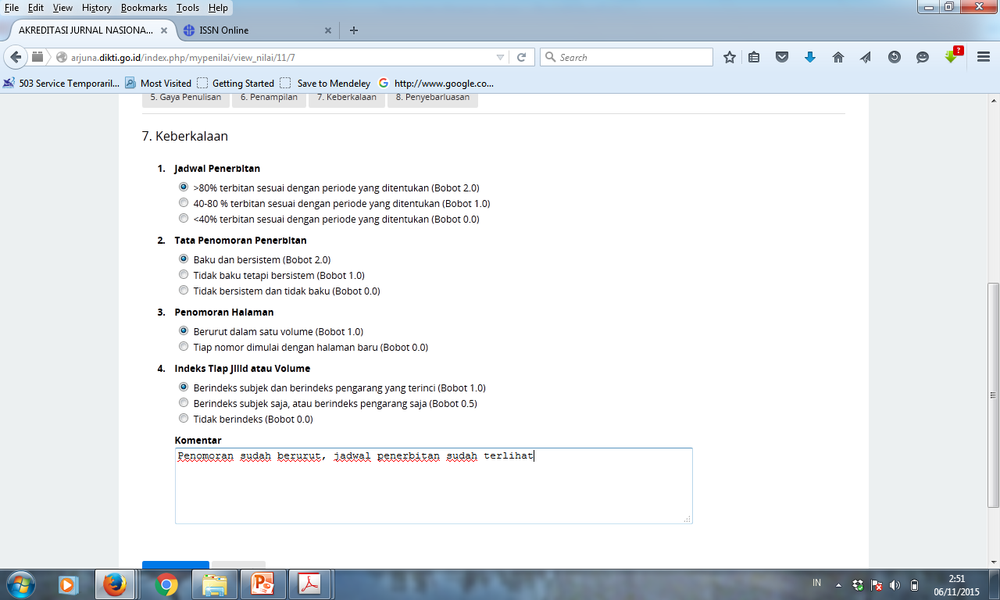 File Edit View History Bookmarks Tools Help
AKREDITASI JURNAL NASIONA... × ISSN Online × +
arjuna.dikti.go.id/index.php/mypenilai/view_nilai/11/7 Search ?
503 Service Temporaril... Most Visited Getting Started Save to Mendeley http://www.google.co...
5. Gaya Penulisan 6. Penampilan 7. Keberkalaan 8. Penyebarluasan
7. Keberkalaan
1. Jadwal Penerbitan
>80% terbitan sesuai dengan periode yang ditentukan (Bobot 2.0)
40-80 % terbitan sesuai dengan periode yang ditentukan (Bobot 1.0)
<40% terbitan sesuai dengan periode yang ditentukan (Bobot 0.0)
2. Tata Penomoran Penerbitan
Baku dan bersistem (Bobot 2.0)
Tidak baku tetapi bersistem (Bobot 1.0)
Tidak bersistem dan tidak baku (Bobot 0.0)
3. Penomoran Halaman
Berurut dalam satu volume (Bobot 1.0)
Tiap nomor dimulai dengan halaman baru (Bobot 0.0)
4. Indeks Tiap Jilid atau Volume
Berindeks subjek dan berindeks pengarang yang terinci (Bobot 1.0)
Berindeks subjek saja, atau berindeks pengarang saja (Bobot 0.5)
Tidak berindeks (Bobot 0.0)
Komentar
Penomoran sudah berurut, jadwal penerbitan sudah terlihat
IN 2:51
06/11/2015